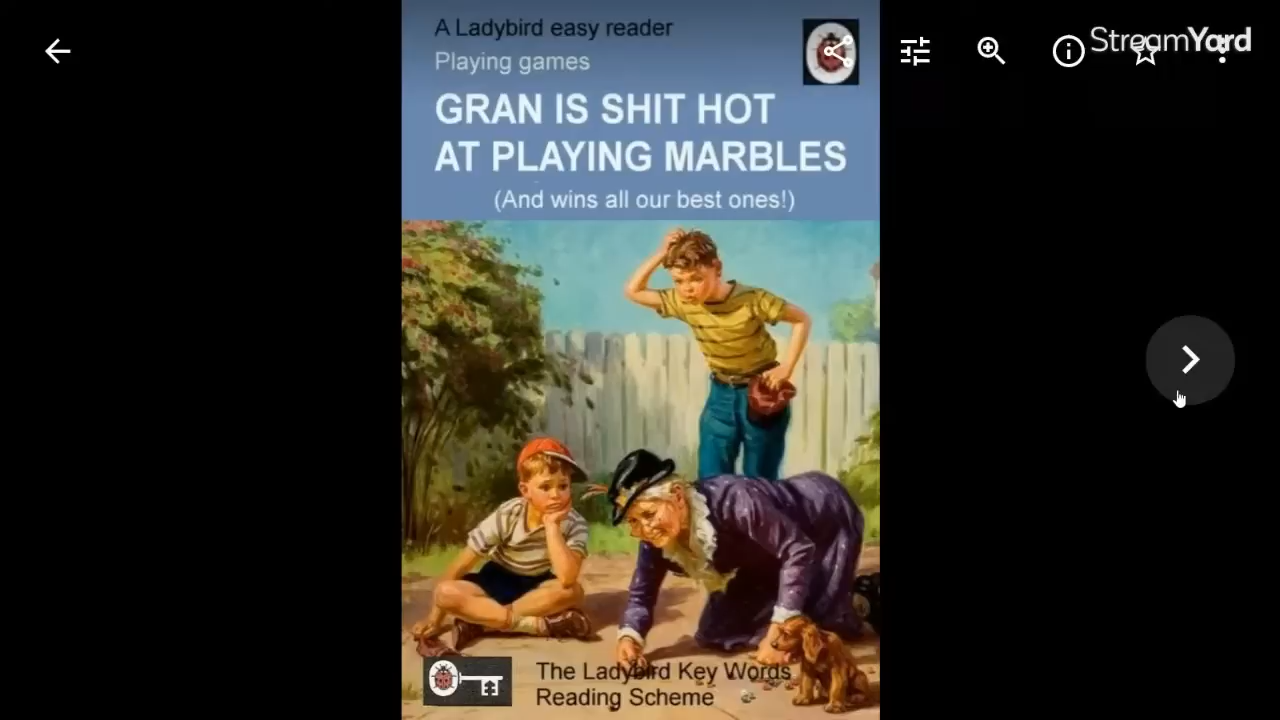 A Ladybird easy reader
Playing games
GRAN IS SHIT HOT
AT PLAYING MARBLES
(And wins all our best ones!)
StreamYard
The Ladybird Key Words
Reading Scheme